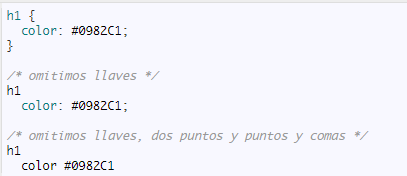 h1 {
color: #0982C1;
}
/* omitimos llaves */
h1
color: #0982C1;
/* omitimos llaves, dos puntos y puntos y comas */
h1
color #0982C1